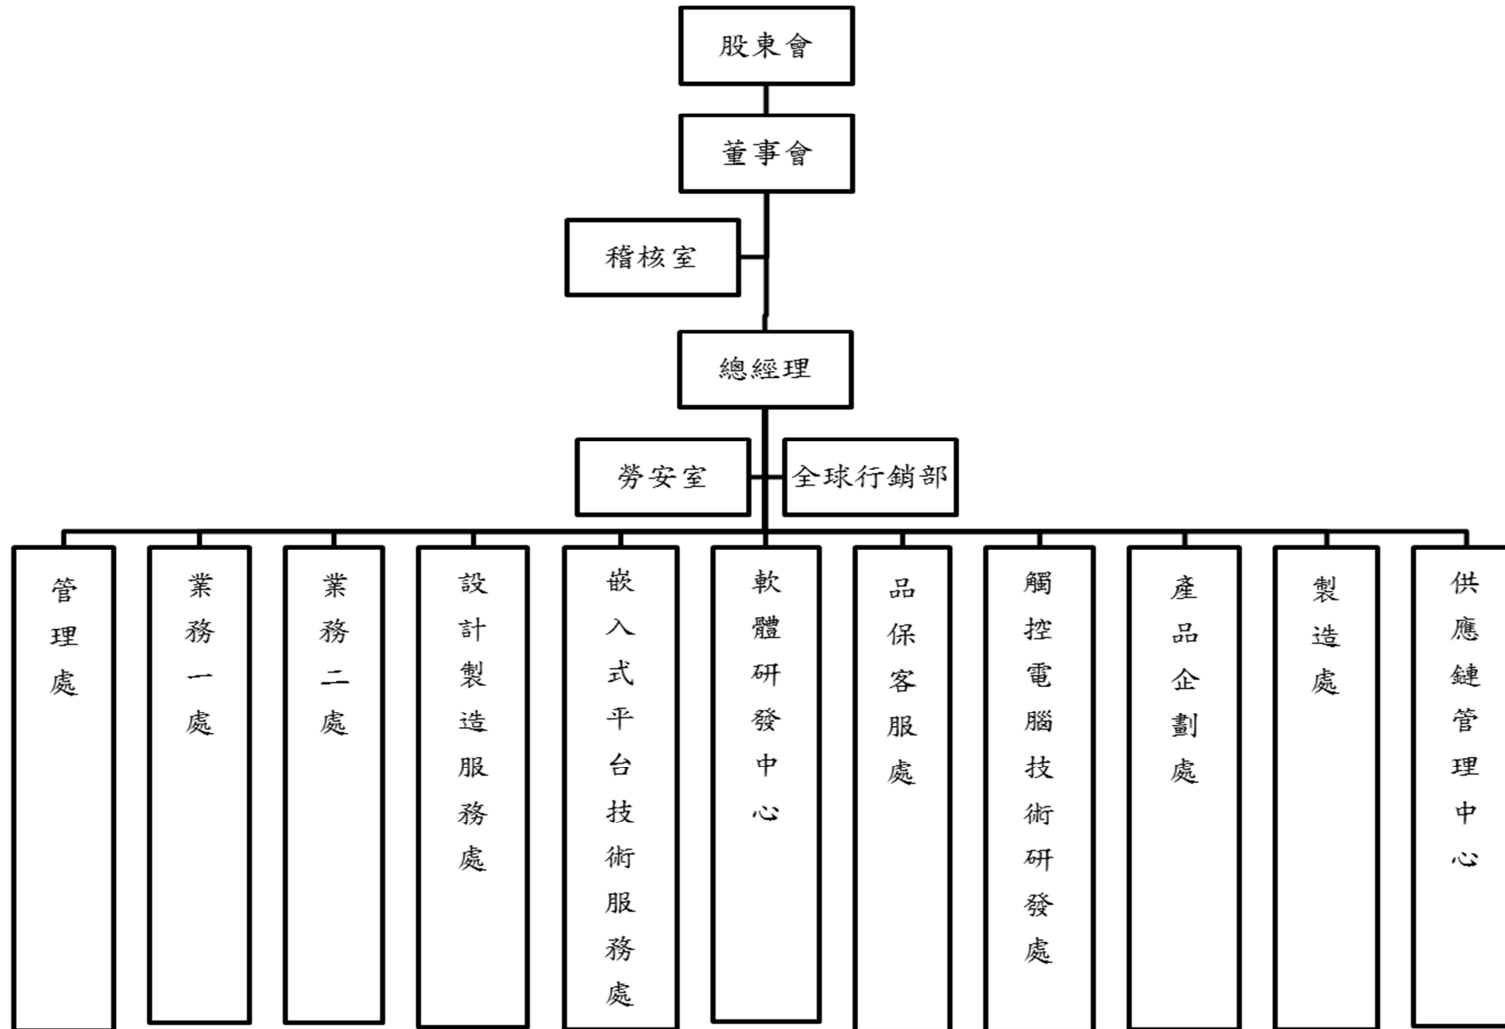 股東會
董事會
稽核室
總經理
勞安室
全球行銷部
管理處
業務一處
業務二處
設計製造服務處
嵌入式平台技術服務處
軟體研發中心
品保客服處
觸控電腦技術研發處
產品企劃處
製造處
供應鏈管理中心